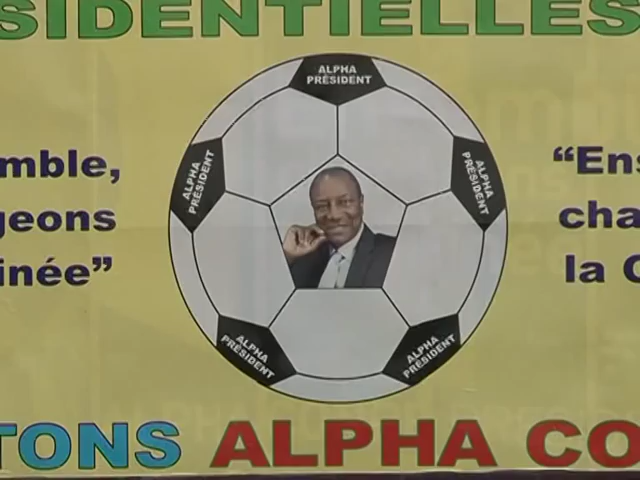 SIDENTIELLES
ALPHA
PRÉSIDENT
ALPHA
PRÉSIDENT
ALPHA
PRÉSIDENT
mble,
geons
inée”
“Ens
cha
la G
ALPHA
PRÉSIDENT
ALPHA
PRÉSIDENT
TONS ALPHA CO